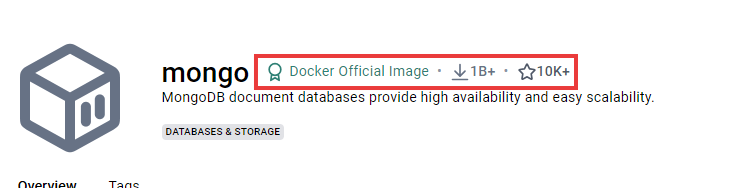 mongo Docker Official Image • 1B+ • 10K+
MongoDB document databases provide high availability and easy scalability.
DATABASES & STORAGE
Overview Tags